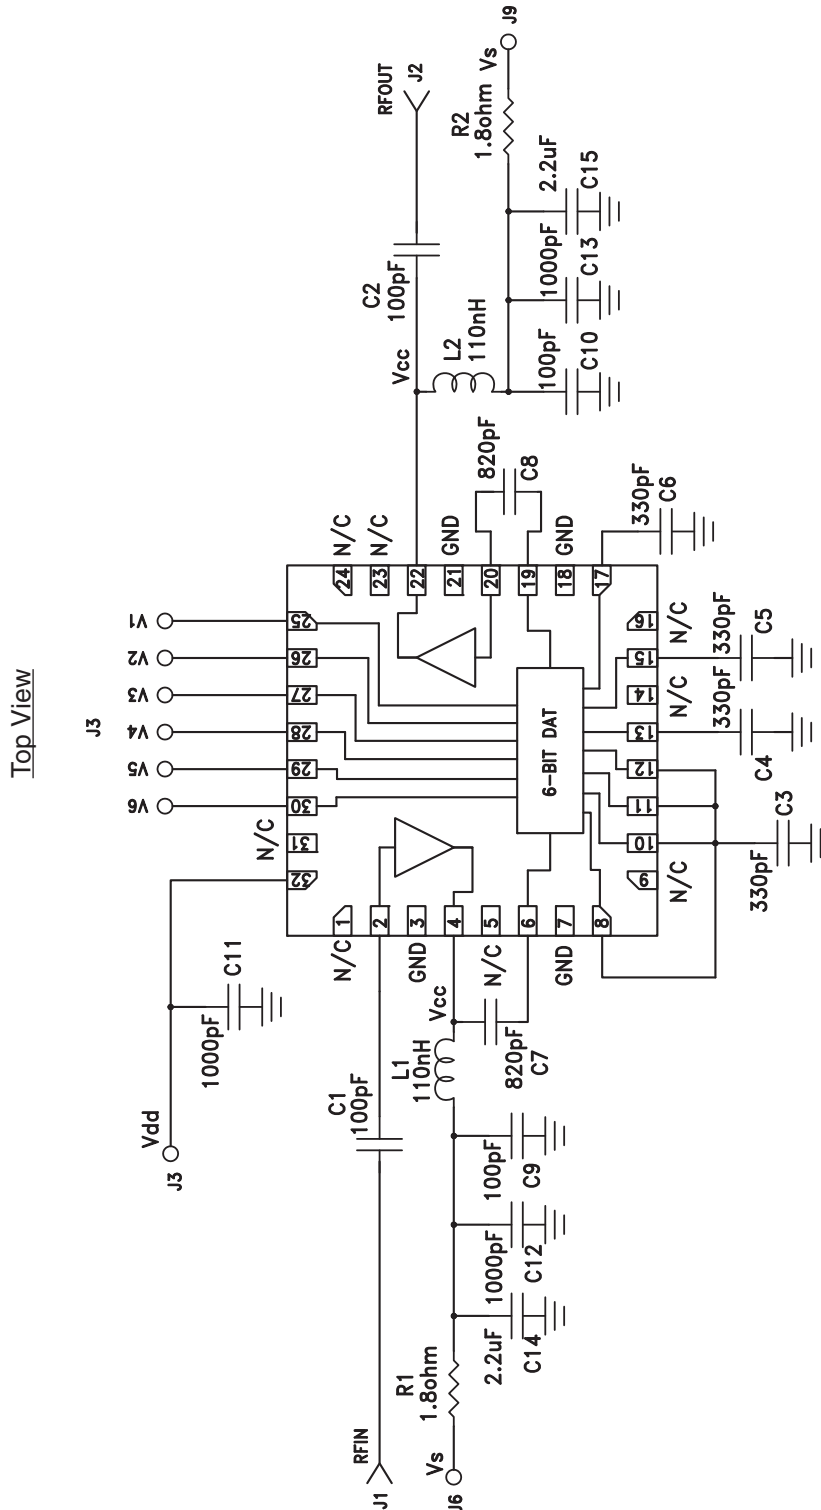 Top View
J3
V6
V5
V4
V3
V2
V1
J3
Vdd
1000pF
C11
N/C
32
31
30
29
28
27
26
25
N/C
1
2
GND
3
4
N/C
5
6
GND
7
8
24
N/C
23
N/C
22
21
GND
20
19
18
GND
17
9
N/C
10
11
12
13
14
N/C
15
16
N/C
6-BIT DAT
J1
RFIN
C1
100pF
J6
Vs
R1
1.8ohm
2.2uF
C14
1000pF
C12
100pF
C9
L1
110nH
Vcc
820pF
C7
Vcc
C2
100pF
RFOUT
J2
L2
110nH
100pF
C10
1000pF
C13
2.2uF
C15
R2
1.8ohm
Vs
J9
820pF
C8
330pF
C6
330pF
C5
330pF
C4
330pF
C3